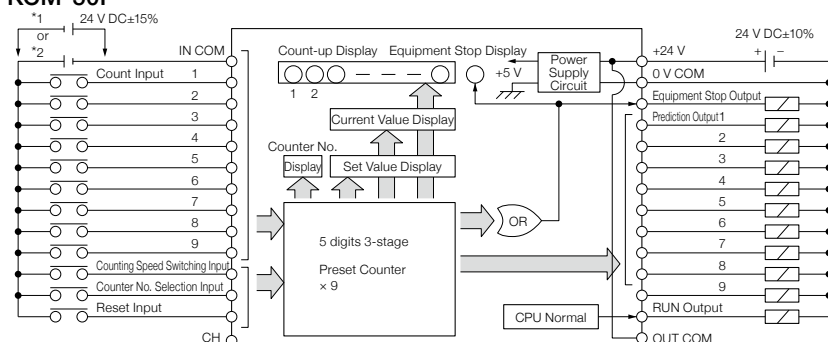 *1
or
*2
24 V DC±15%
IN COM
Count Input 1
2
3
4
5
6
7
8
9
Counting Speed Switching Input
Counter No. Selection Input
Reset Input
CH
Count-up Display
1 2
Equipment Stop Display
+5 V
Power
Supply
Circuit
Current Value Display
Counter No.
Display
Set Value Display
5 digits 3-stage
Preset Counter
× 9
OR
CPU Normal
24 V DC±10%
+ −
+24 V
0 V COM
Equipment Stop Output
Prediction Output1
2
3
4
5
6
7
8
9
RUN Output
OUT COM